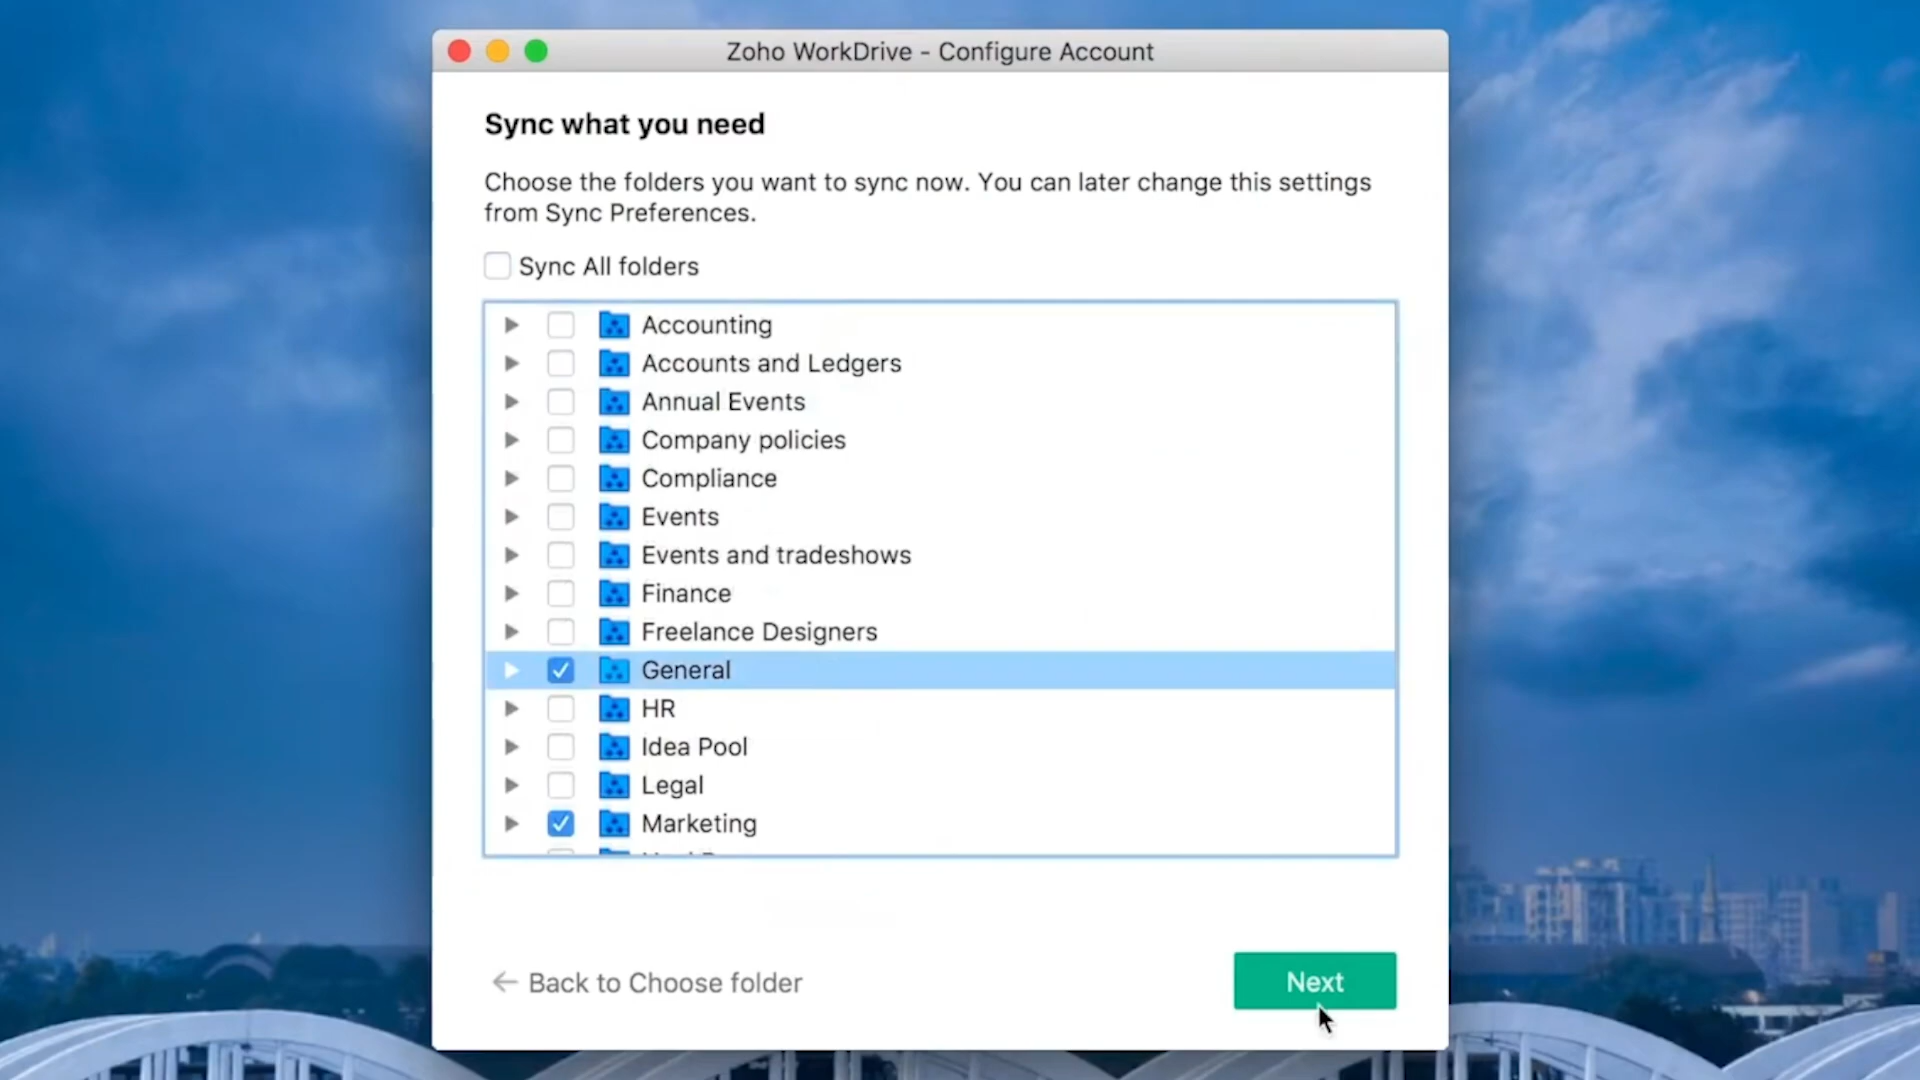 Zoho WorkDrive - Configure Account
Sync what you need
Choose the folders you want to sync now. You can later change this settings
from Sync Preferences.
Sync All folders
Accounting
Accounts and Ledgers
Annual Events
Company policies
Compliance
Events
Events and tradeshows
Finance
Freelance Designers
General
HR
Idea Pool
Legal
Marketing
← Back to Choose folder
Next